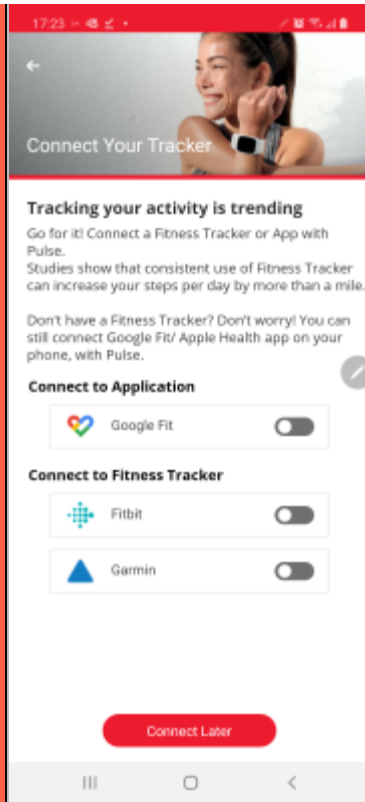 17:23
Connect Your Tracker
Tracking your activity is trending
Go for it! Connect a Fitness Tracker or App with
Pulse.
Studies show that consistent use of Fitness Tracker
can increase your steps per day by more than a mile.
Don't have a Fitness Tracker? Don't worry! You can
still connect Google Fit/ Apple Health app on your
phone, with Pulse.
Connect to Application
Google Fit
Connect to Fitness Tracker
Fitbit
Garmin
Connect Later